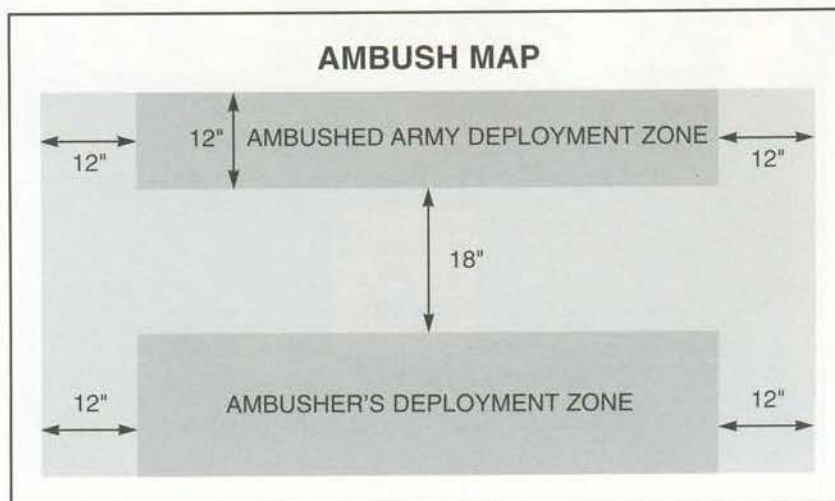 AMBUSH MAP
12" AMBUSHED ARMY DEPLOYMENT ZONE
12" 12"
18"
12" AMBUSHER'S DEPLOYMENT ZONE 12"